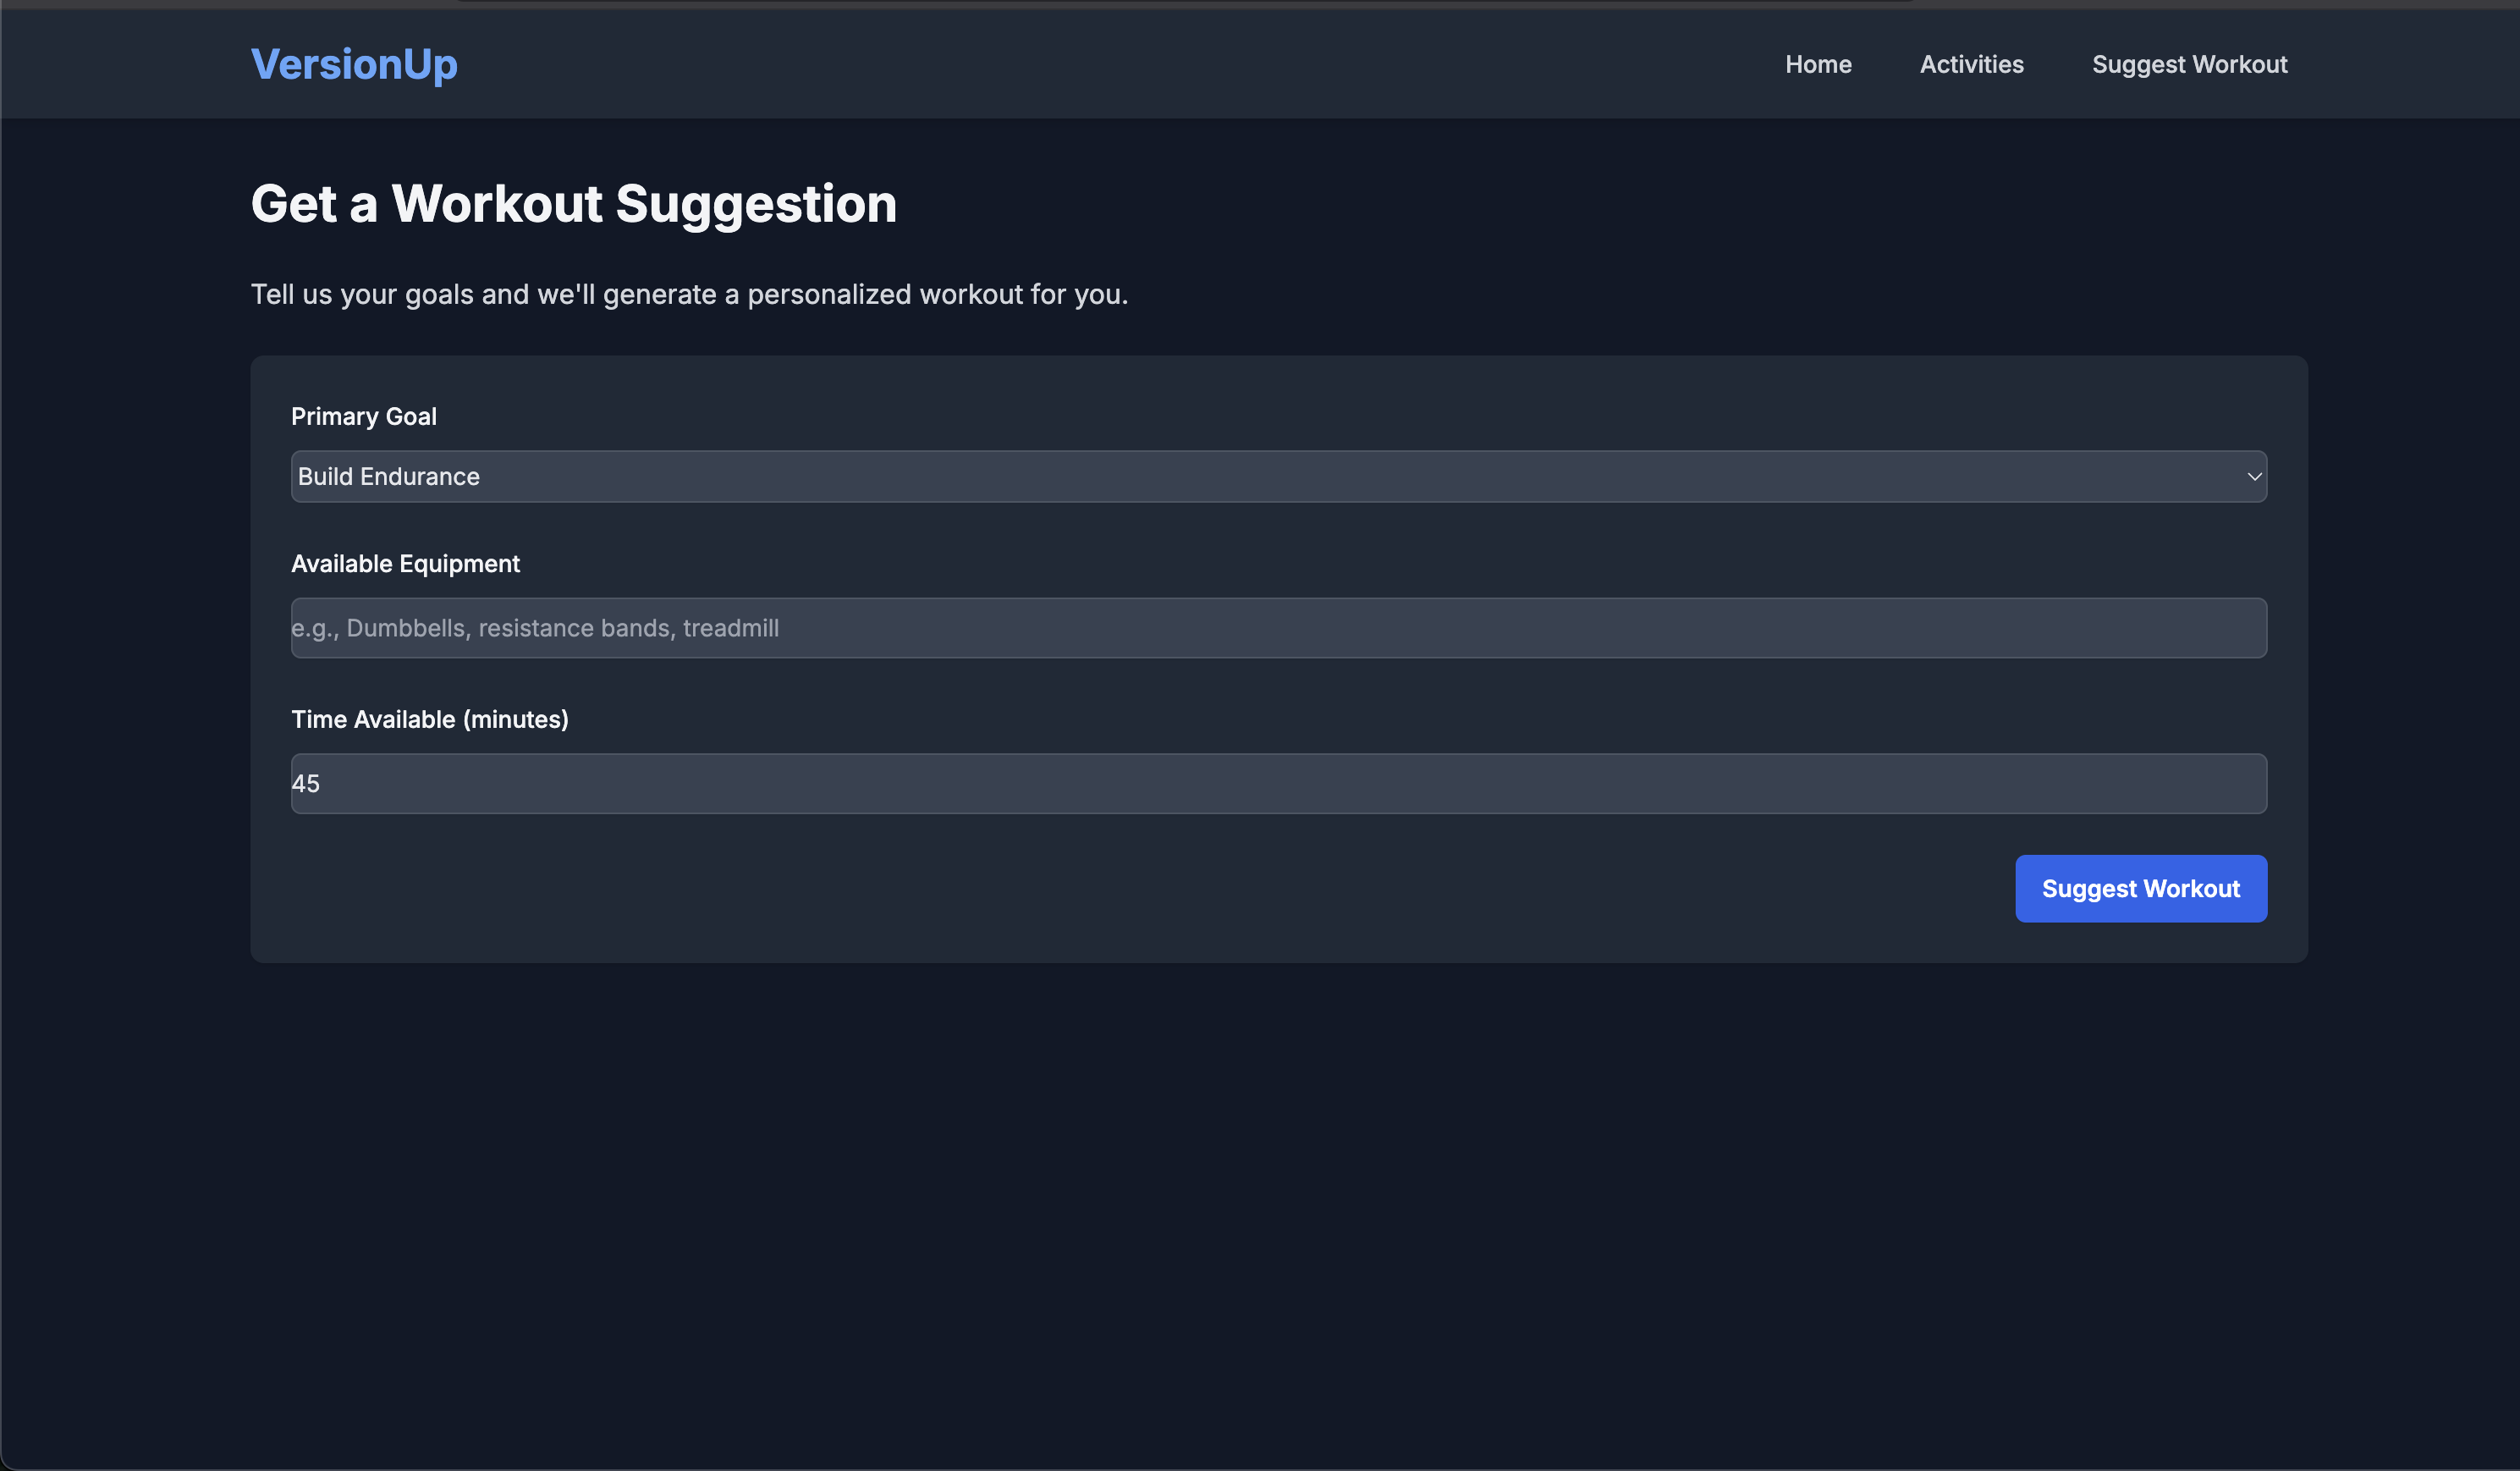 VersionUp
Home
Activities
Suggest Workout
Get a Workout Suggestion
Tell us your goals and we'll generate a personalized workout for you.
Primary Goal
Build Endurance
Available Equipment
e.g., Dumbbells, resistance bands, treadmill
Time Available (minutes)
45
Suggest Workout